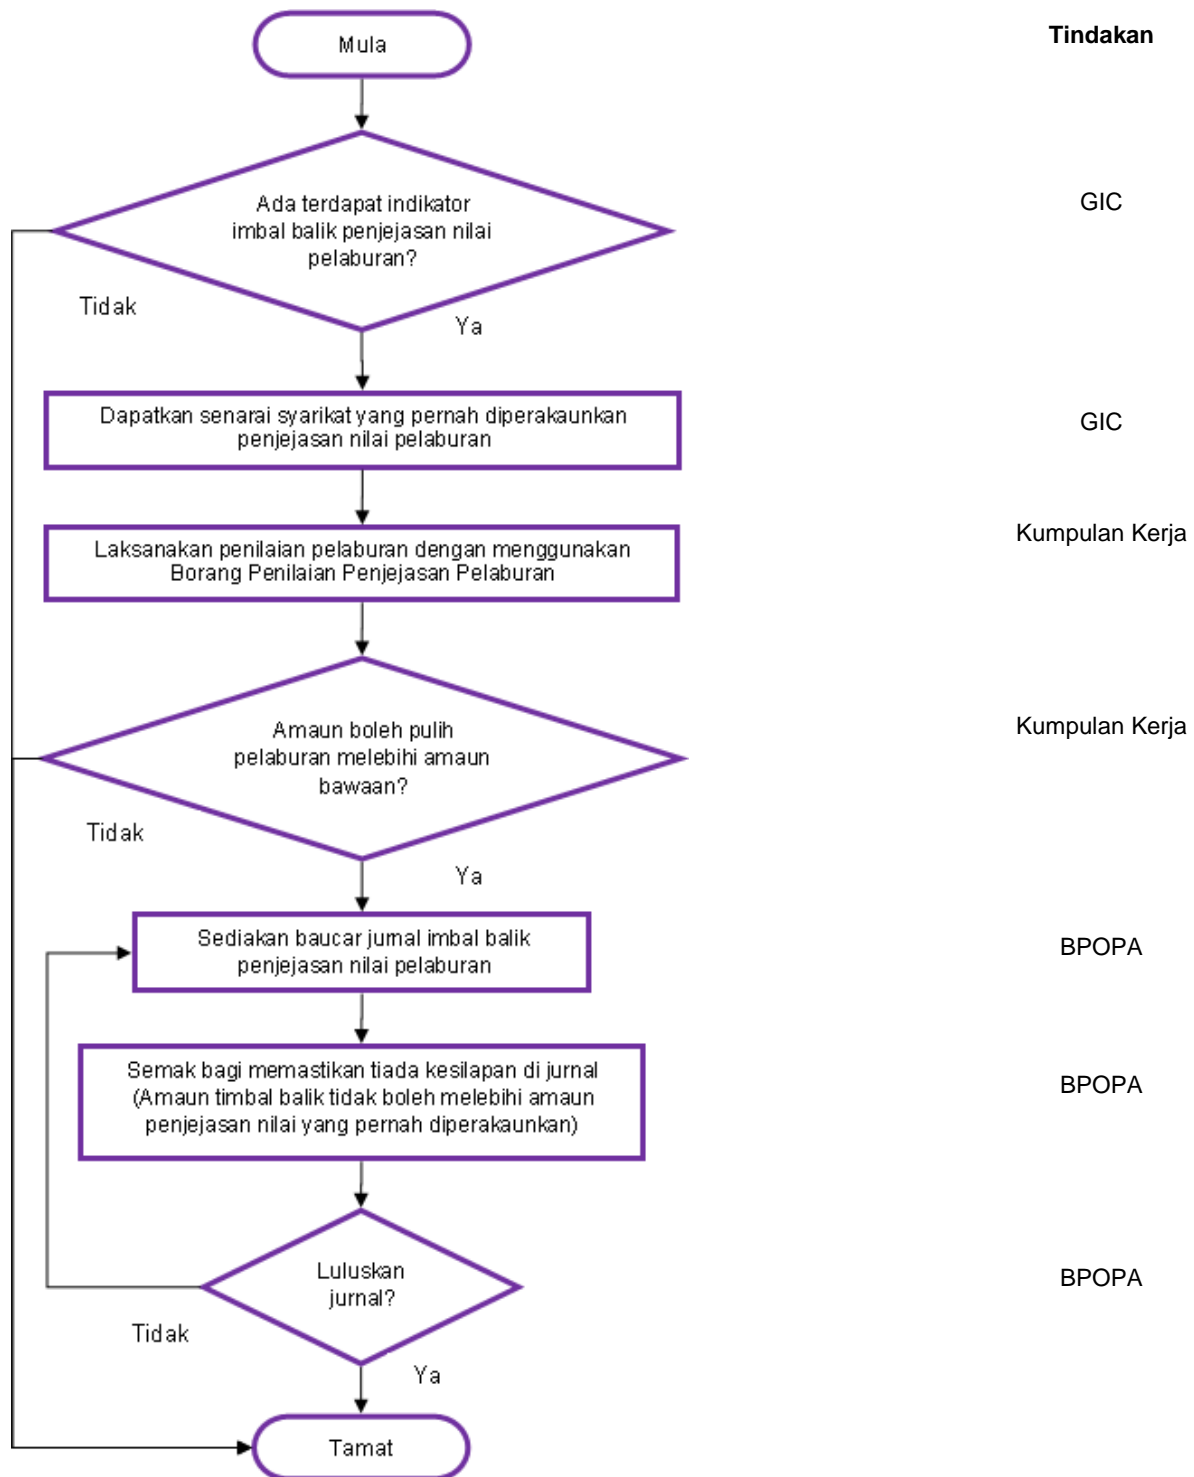 Mula
Tindakan
Ada terdapat indikator
imbal balik penjejasan nilai
pelaburan?
GIC
Tidak
Ya
Dapatkan senarai syarikat yang pernah diperakaunkan
penjejasan nilai pelaburan
GIC
Laksanakan penilaian pelaburan dengan menggunakan
Borang Penilaian Penjejasan Pelaburan
Kumpulan Kerja
Amaun boleh pulih
pelaburan melebihi amaun
bawaan?
Kumpulan Kerja
Tidak
Ya
Sediakan baucar jurnal imbal balik
penjejasan nilai pelaburan
BPOPA
Semak bagi memastikan tiada kesilapan di jurnal
(Amaun timbal balik tidak boleh melebihi amaun
penjejasan nilai yang pernah diperakaunkan)
BPOPA
Luluskan
jurnal?
BPOPA
Tidak
Ya
Tamat